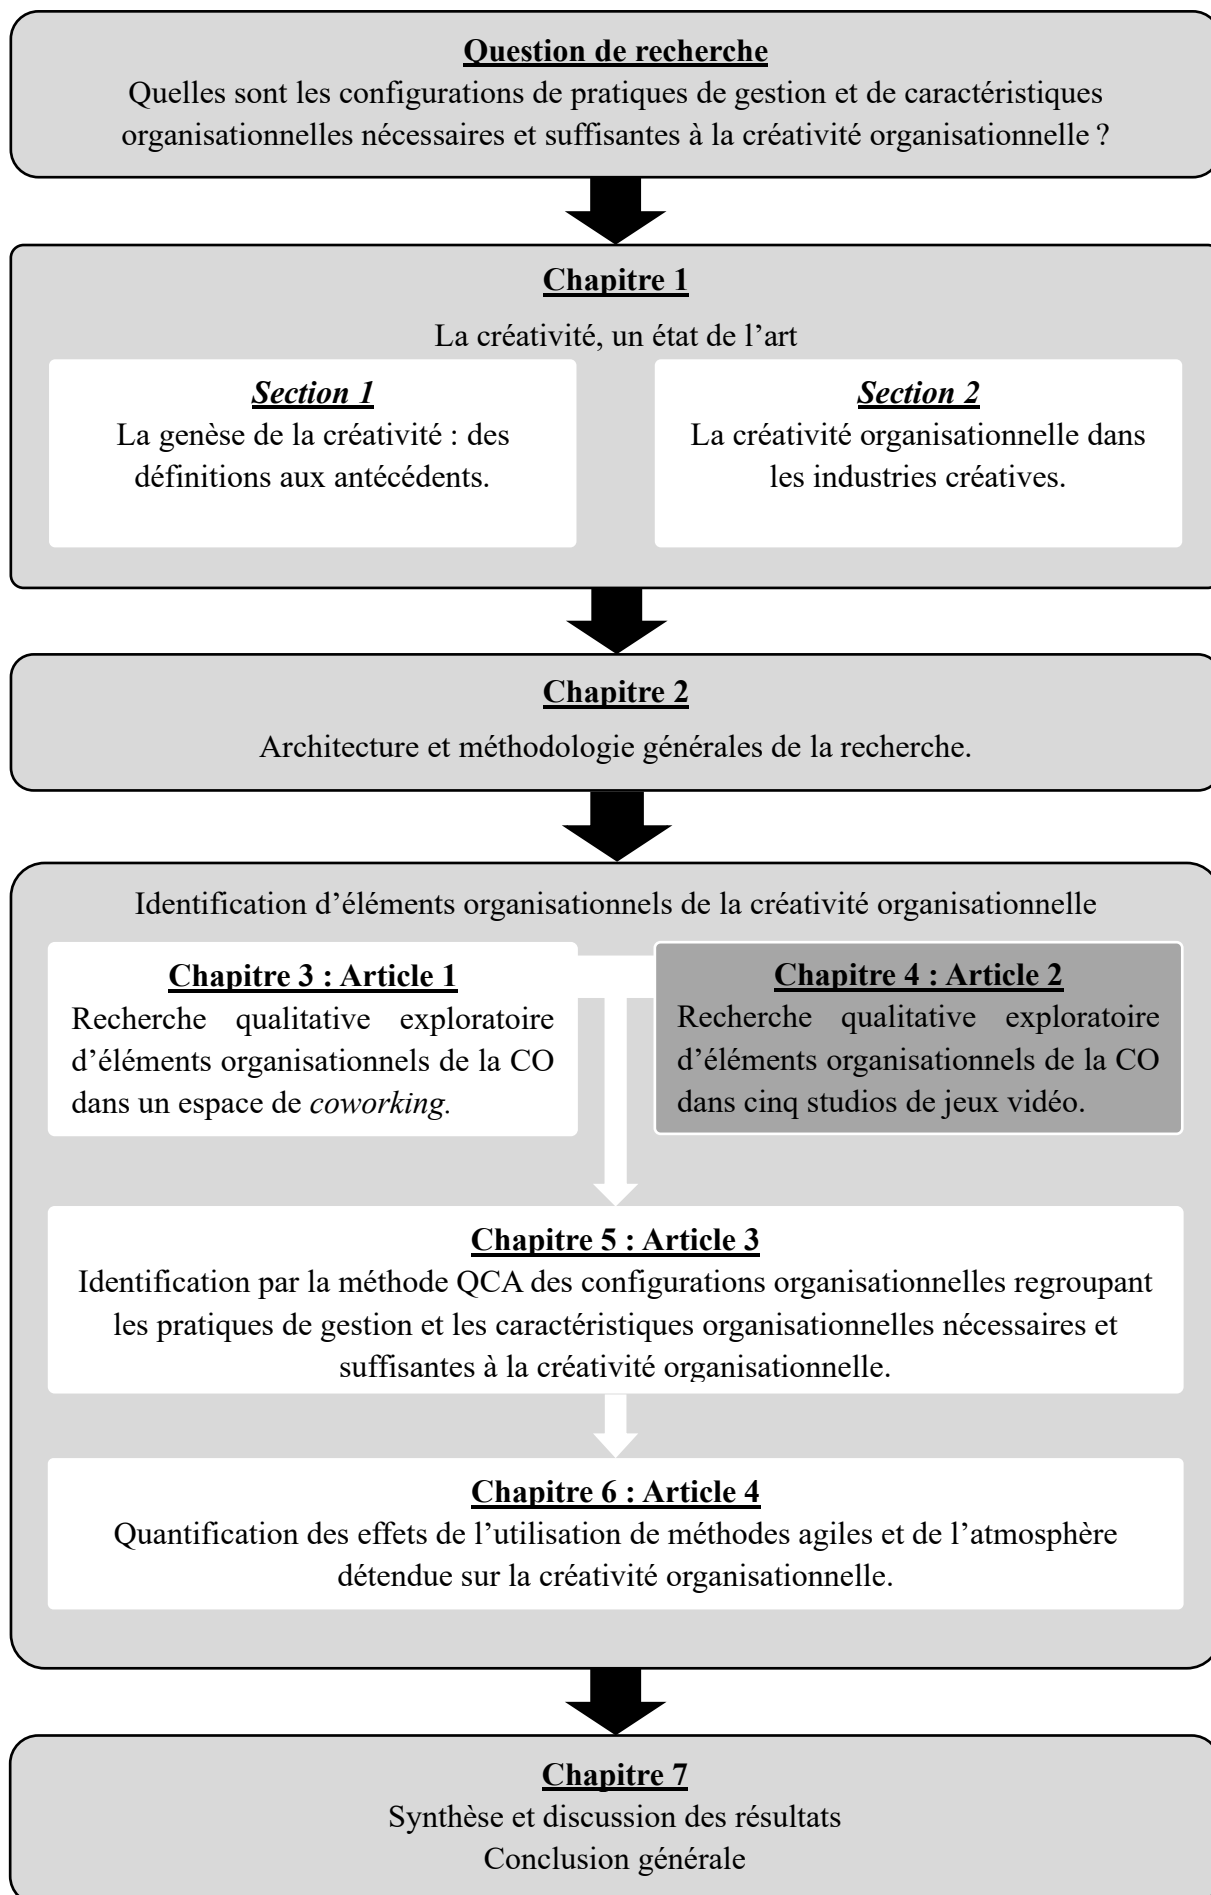 Question de recherche
Quelles sont les configurations de pratiques de gestion et de caractéristiques
organisationnelles nécessaires et suffisantes à la créativité organisationnelle ?
Chapitre 1
La créativité, un état de l’art
Section 1
La genèse de la créativité : des
définitions aux antécédents.
Section 2
La créativité organisationnelle dans
les industries créatives.
Chapitre 2
Architecture et méthodologie générales de la recherche.
Identification d’éléments organisationnels de la créativité organisationnelle
Chapitre 3 : Article 1
Recherche qualitative exploratoire
d’éléments organisationnels de la CO
dans un espace de coworking.
Chapitre 4 : Article 2
Recherche qualitative exploratoire
d’éléments organisationnels de la CO
dans cinq studios de jeux vidéo.
Chapitre 5 : Article 3
Identification par la méthode QCA des configurations organisationnelles regroupant
les pratiques de gestion et les caractéristiques organisationnelles nécessaires et
suffisantes à la créativité organisationnelle.
Chapitre 6 : Article 4
Quantification des effets de l’utilisation de méthodes agiles et de l’atmosphère
détendue sur la créativité organisationnelle.
Chapitre 7
Synthèse et discussion des résultats
Conclusion générale